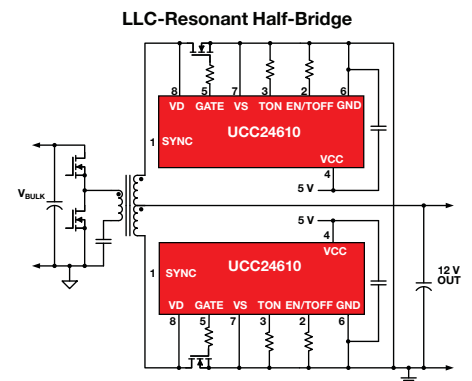 LLC-Resonant Half-Bridge
8 5 7 3 2 6
VD GATE VS TON EN/TOFF GND
1 SYNC
UCC24610
VCC
4
5 V
VBULK
5 V
4
VCC
1 SYNC
UCC24610
12 V
OUT
VD GATE VS TON EN/TOFF GND
8 5 7 3 2 6